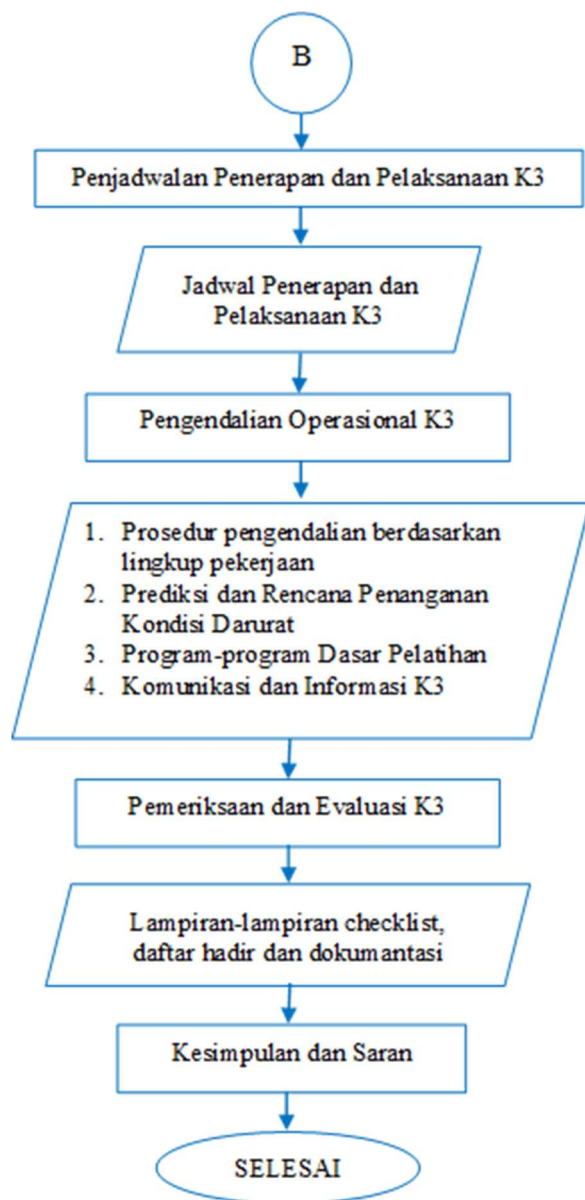 B
Penjadwalan Penerapan dan Pelaksanaan K3
Jadwal Penerapan dan
Pelaksanaan K3
Pengendalian Operasional K3
1. Prosedur pengendalian berdasarkan
lingkup pekerjaan
2. Prediksi dan Rencana Penanganan
Kondisi Darurat
3. Program-program Dasar Pelatihan
4. Komunikasi dan Informasi K3
Pemeriksaan dan Evaluasi K3
Lampiran-lampiran checklist,
daftar hadir dan dokumantasi
Kesimpulan dan Saran
SELESAI